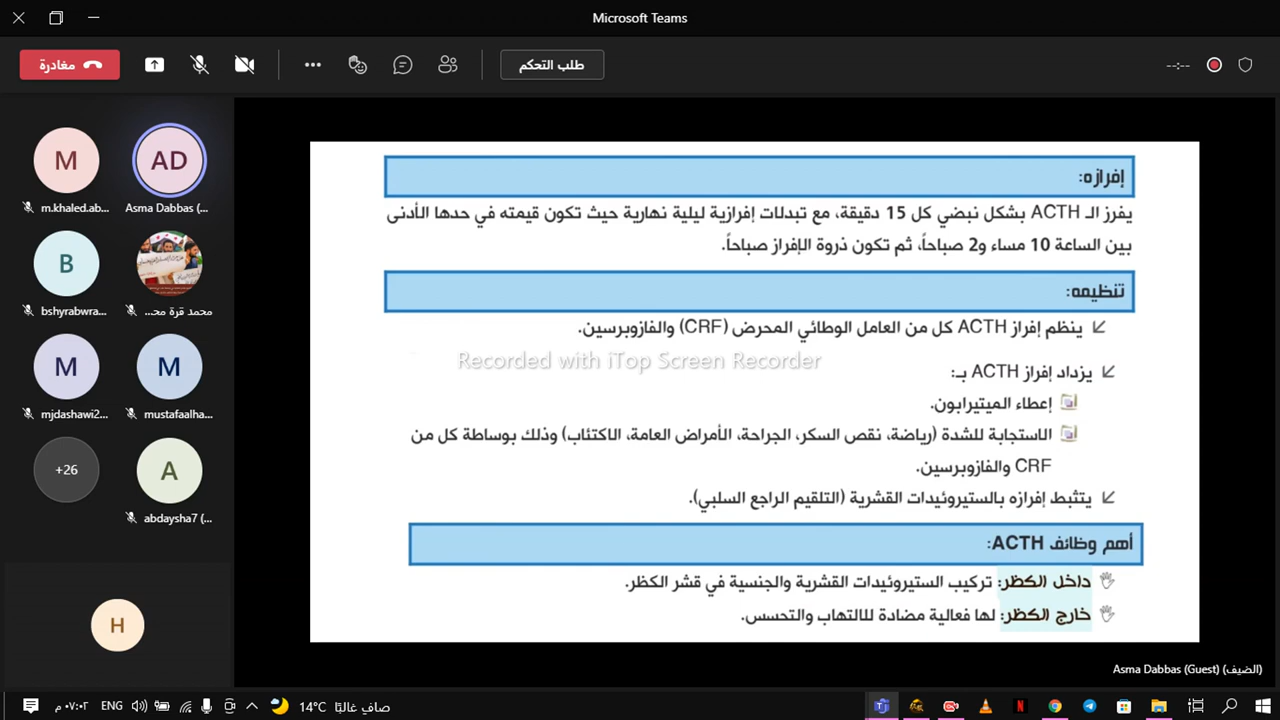 Microsoft Teams
مغادرة
طلب التحكم
--:--
M
AD
m.khaled.ab...
Asma Dabbas (...
B
bshyrabwra...
محمد قرة مح...
M
M
mjdashawi2...
mustafaalha...
+26
A
abdaysha7 (...
H
إفرازه:
يفرز الـ ACTH بشكل نبضي كل 15 دقيقة، مع تبدلات إفرازية ليلية نهارية حيث تكون قيمته في حدها الأدنى
بين الساعة 10 مساء و2 صباحاً، ثم تكون ذروة الإفراز صباحاً.
تنظيمه:
ينظم إفراز ACTH كل من العامل الوطائي المحرض (CRF) والفازوبرسين.
Recorded with iTop Screen Recorder
يزداد إفراز ACTH بـ:
إعطاء الميتيرابون.
الاستجابة للشدة (رياضة، نقص السكر، الجراحة، الأمراض العامة، الاكتئاب) وذلك بوساطة كل من
CRF والفازوبرسين.
يتثبط إفرازه بالستيروئيدات القشرية (التلقيم الراجع السلبي).
أهم وظائف ACTH:
داخل الكظر: تركيب الستيروئيدات القشرية والجنسية في قشر الكظر.
خارج الكظر: لها فعالية مضادة للالتهاب والتحسس.
Asma Dabbas (Guest) (الضيف)
٠٧:٠٢ م
ENG
14°C صافٍ غالبًا